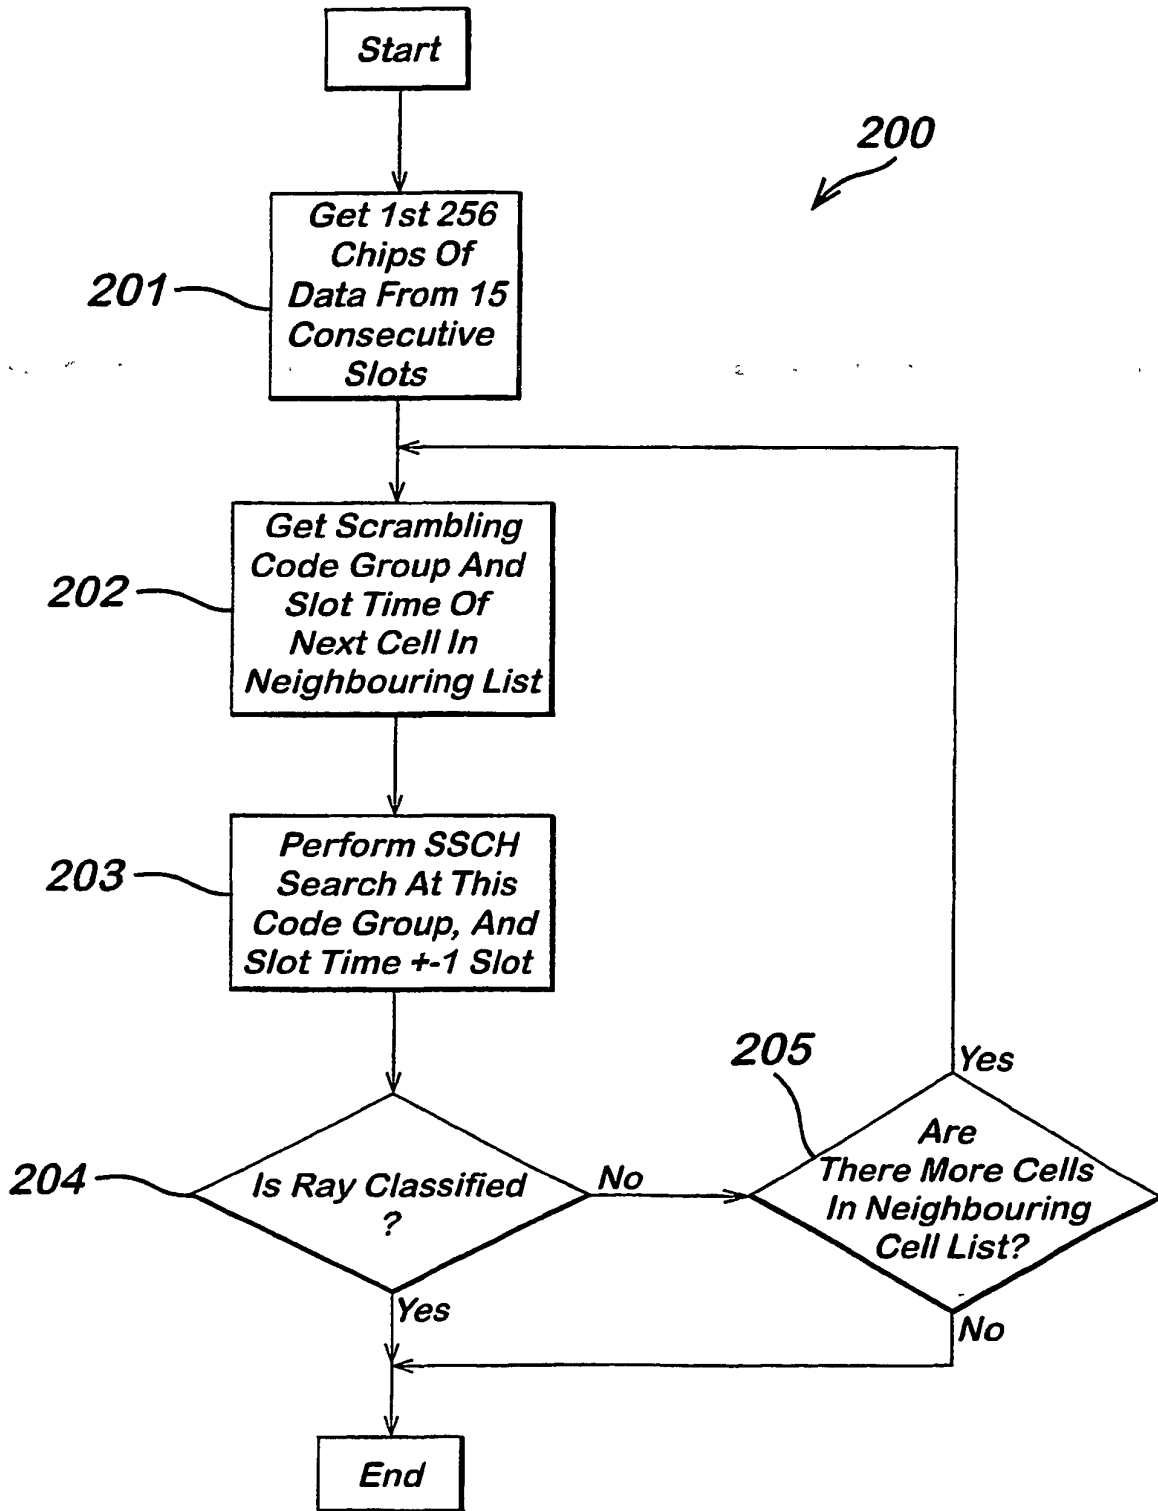 Start
200
Get 1st 256
Chips Of
Data From 15
Consecutive
Slots
201
Get Scrambling
Code Group And
Slot Time Of
Next Cell In
Neighbouring List
202
Perform SSCH
Search At This
Code Group, And
Slot Time +-1 Slot
203
205
Yes
Are
There More Cells
In Neighbouring
Cell List?
204
Is Ray Classified
?
No
Yes
No
End